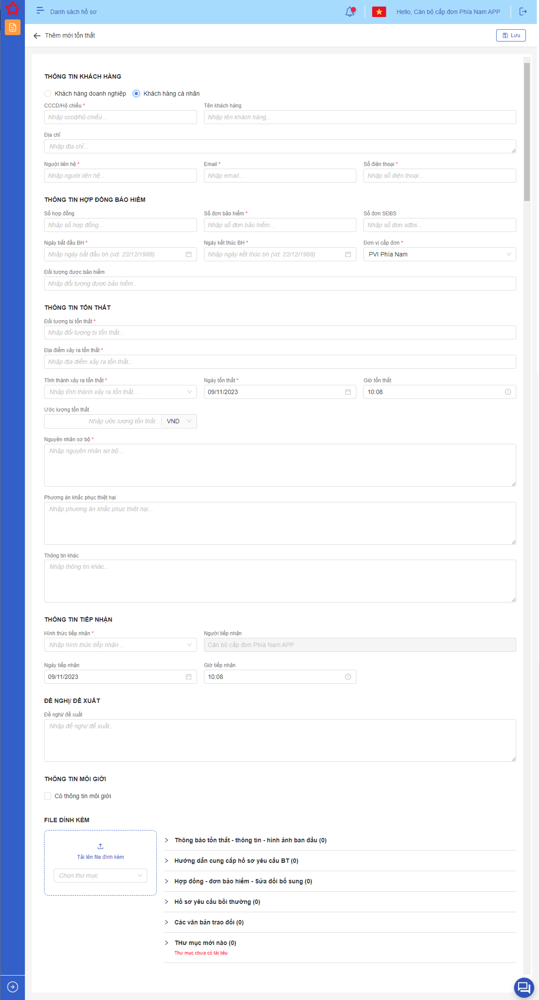 Danh sách hồ sơ
Hello, Cán bộ cấp đơn Phía Nam APP
Thêm mới tổn thất
Lưu
THÔNG TIN KHÁCH HÀNG
Khách hàng doanh nghiệp Khách hàng cá nhân
CCCD/Hộ chiếu * Tên khách hàng
Nhập cccd/hộ chiếu... Nhập tên khách hàng...
Địa chỉ
Nhập địa chỉ...
Người liên hệ * Email * Số điện thoại *
Nhập người liên hệ... Nhập email... Nhập số điện thoại...
THÔNG TIN HỢP ĐỒNG BẢO HIỂM
Số hợp đồng Số đơn bảo hiểm * Số đơn SĐBS
Nhập số hợp đồng... Nhập số đơn bảo hiểm... Nhập số đơn sđbs...
Ngày bắt đầu BH * Ngày kết thúc BH * Đơn vị cấp đơn *
Nhập ngày bắt đầu bh (vd: 22/12/1988) Nhập ngày kết thúc bh (vd: 22/12/1988) PVI Phía Nam
Đối tượng được bảo hiểm
Nhập đối tượng được bảo hiểm...
THÔNG TIN TỔN THẤT
Đối tượng bị tổn thất *
Nhập đối tượng bị tổn thất...
Địa điểm xảy ra tổn thất *
Nhập địa điểm xảy ra tổn thất...
Tỉnh thành xảy ra tổn thất * Ngày tổn thất * Giờ tổn thất
Nhập tỉnh thành xảy ra tổn thất... 09/11/2023 10:08
Ước lượng tổn thất
Nhập ước lượng tổn thất... VND
Nguyên nhân sơ bộ *
Nhập nguyên nhân sơ bộ...
Phương án khắc phục thiệt hại
Nhập phương án khắc phục thiệt hại...
Thông tin khác
Nhập thông tin khác...
THÔNG TIN TIẾP NHẬN
Hình thức tiếp nhận * Người tiếp nhận
Nhập hình thức tiếp nhận... Cán bộ cấp đơn Phía Nam APP
Ngày tiếp nhận Giờ tiếp nhận
09/11/2023 10:08
ĐỀ NGHỊ/ ĐỀ XUẤT
Đề nghị/ đề xuất
Nhập đề nghị/ đề xuất...
THÔNG TIN MÔI GIỚI
Có thông tin môi giới
FILE ĐÍNH KÈM
Tải lên file đính kèm
Chọn thư mục
Thông báo tổn thất - thông tin - hình ảnh ban đầu (0)
Hướng dẫn cung cấp hồ sơ yêu cầu BT (0)
Hợp đồng - đơn bảo hiểm - Sửa đổi bổ sung (0)
Hồ sơ yêu cầu bồi thường (0)
Các văn bản trao đổi (0)
THư mục mới nào (0)
Thư mục chưa có tài liệu